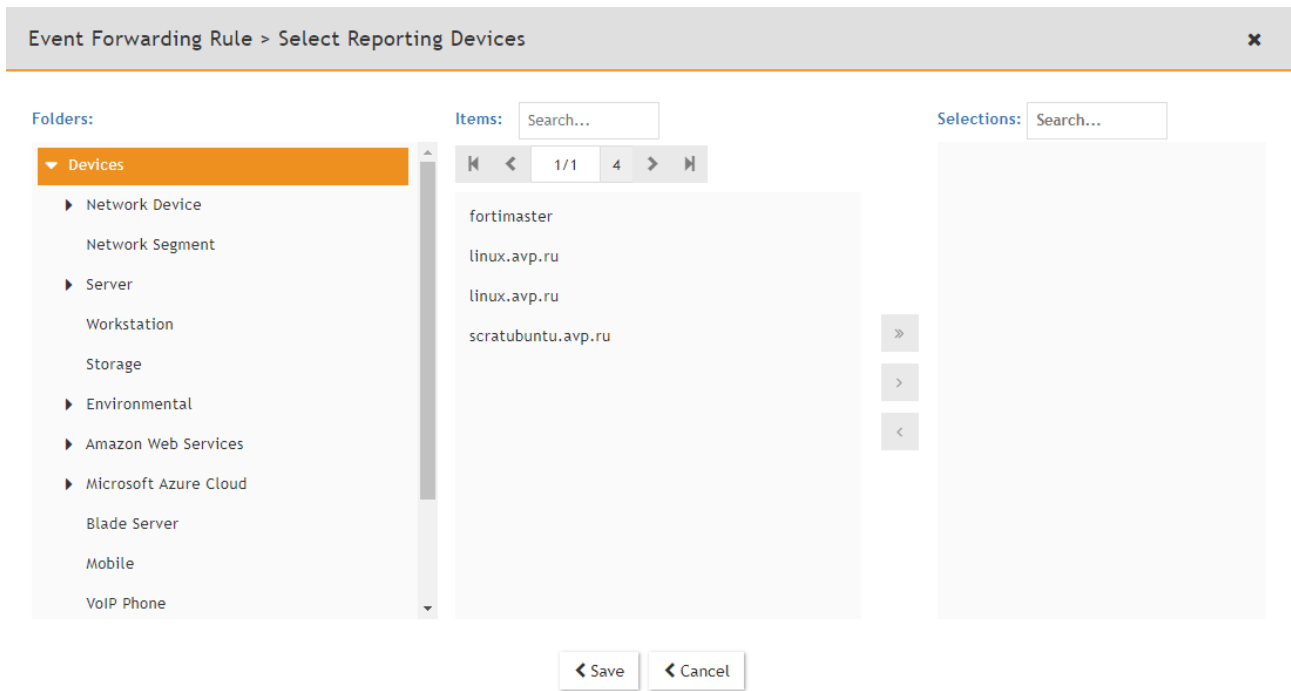 Event Forwarding Rule > Select Reporting Devices
Folders:
Devices
Network Device
Network Segment
Server
Workstation
Storage
Environmental
Amazon Web Services
Microsoft Azure Cloud
Blade Server
Mobile
VoIP Phone
Items: Search...
1/1 4
fortimaster
linux.avp.ru
linux.avp.ru
scratubuntu.avp.ru
Selections: Search...
Save Cancel